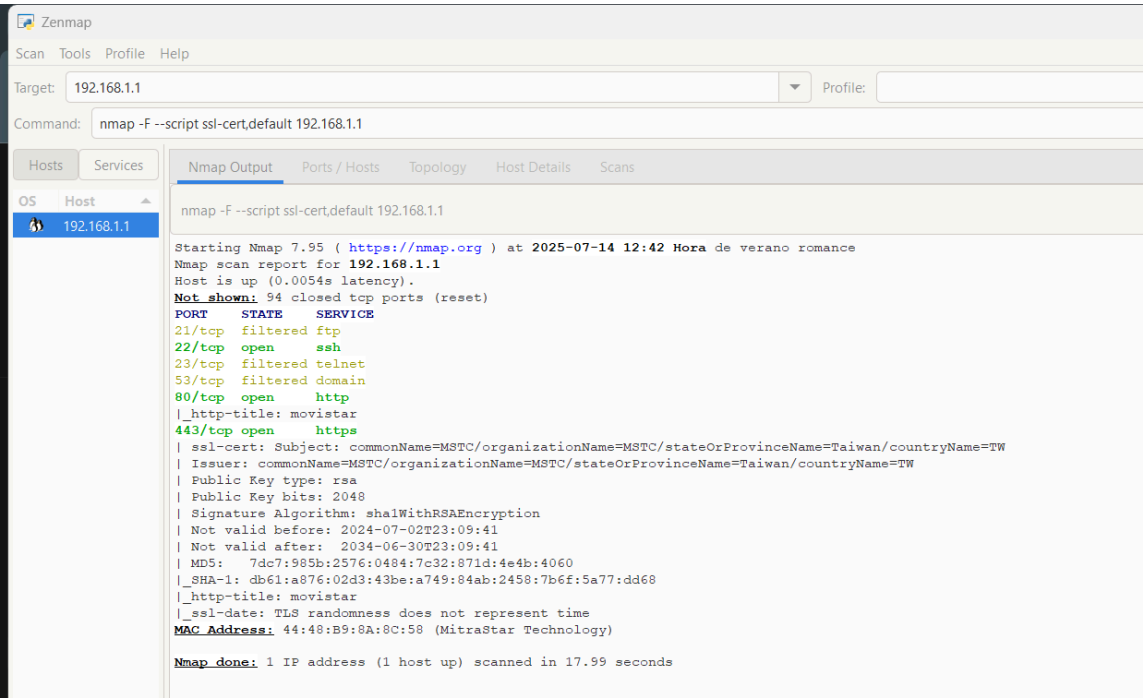 Zenmap
Scan Tools Profile Help
Target: 192.168.1.1 Profile:
Command: nmap -F --script ssl-cert,default 192.168.1.1
Hosts Services Nmap Output Ports / Hosts Topology Host Details Scans
OS Host
192.168.1.1
nmap -F --script ssl-cert,default 192.168.1.1
Starting Nmap 7.95 ( https://nmap.org ) at 2025-07-14 12:42 Hora de verano romance
Nmap scan report for 192.168.1.1
Host is up (0.0054s latency).
Not shown: 94 closed tcp ports (reset)
PORT    STATE    SERVICE
21/tcp  filtered ftp
22/tcp  open     ssh
23/tcp  filtered telnet
53/tcp  filtered domain
80/tcp  open     http
|_http-title: movistar
443/tcp open     https
| ssl-cert: Subject: commonName=MSTC/organizationName=MSTC/stateOrProvinceName=Taiwan/countryName=TW
| Issuer: commonName=MSTC/organizationName=MSTC/stateOrProvinceName=Taiwan/countryName=TW
| Public Key type: rsa
| Public Key bits: 2048
| Signature Algorithm: sha1WithRSAEncryption
| Not valid before: 2024-07-02T23:09:41
| Not valid after:  2034-06-30T23:09:41
| MD5:   7dc7:985b:2576:0484:7c32:871d:4e4b:4060
|_SHA-1: db61:a876:02d3:43be:a749:84ab:2458:7b6f:5a77:dd68
|_http-title: movistar
|_ssl-date: TLS randomness does not represent time
MAC Address: 44:48:B9:8A:8C:58 (MitraStar Technology)
Nmap done: 1 IP address (1 host up) scanned in 17.99 seconds